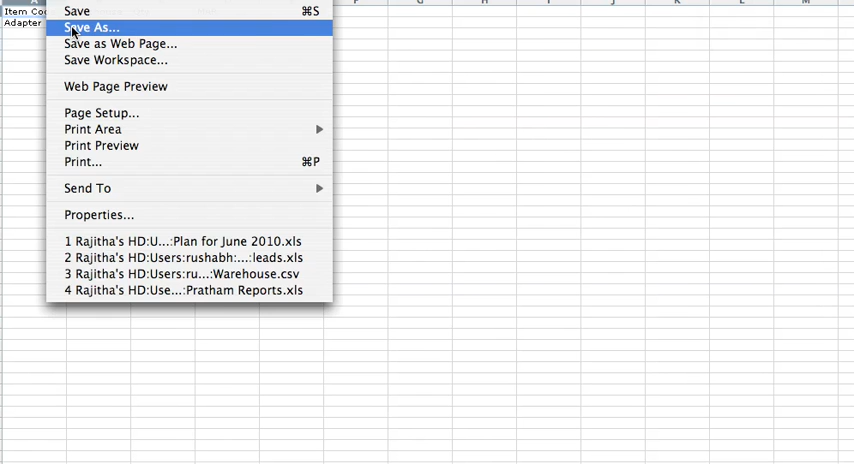 A F G H I J K L M
Item Co
Adapter
Save ⌘S
Save As...
Save as Web Page...
Save Workspace...
Web Page Preview
Page Setup...
Print Area
Print Preview
Print... ⌘P
Send To
Properties...
1 Rajitha's HD:U...:Plan for June 2010.xls
2 Rajitha's HD:Users:rushabh:...:leads.xls
3 Rajitha's HD:Users:ru...:Warehouse.csv
4 Rajitha's HD:Use...:Pratham Reports.xls